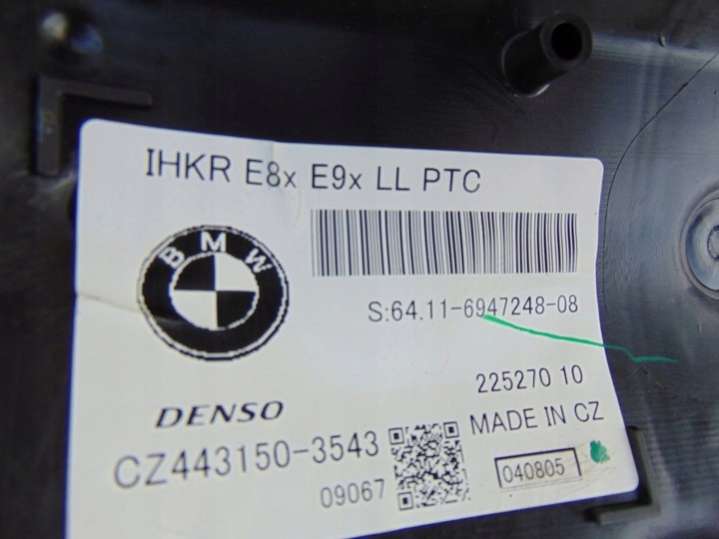 IHKR E8x E9x LL PTC
BMW
S:64.11-6947248-08
225270 10
DENSO
MADE IN CZ
CZ443150-3543
09067
040805